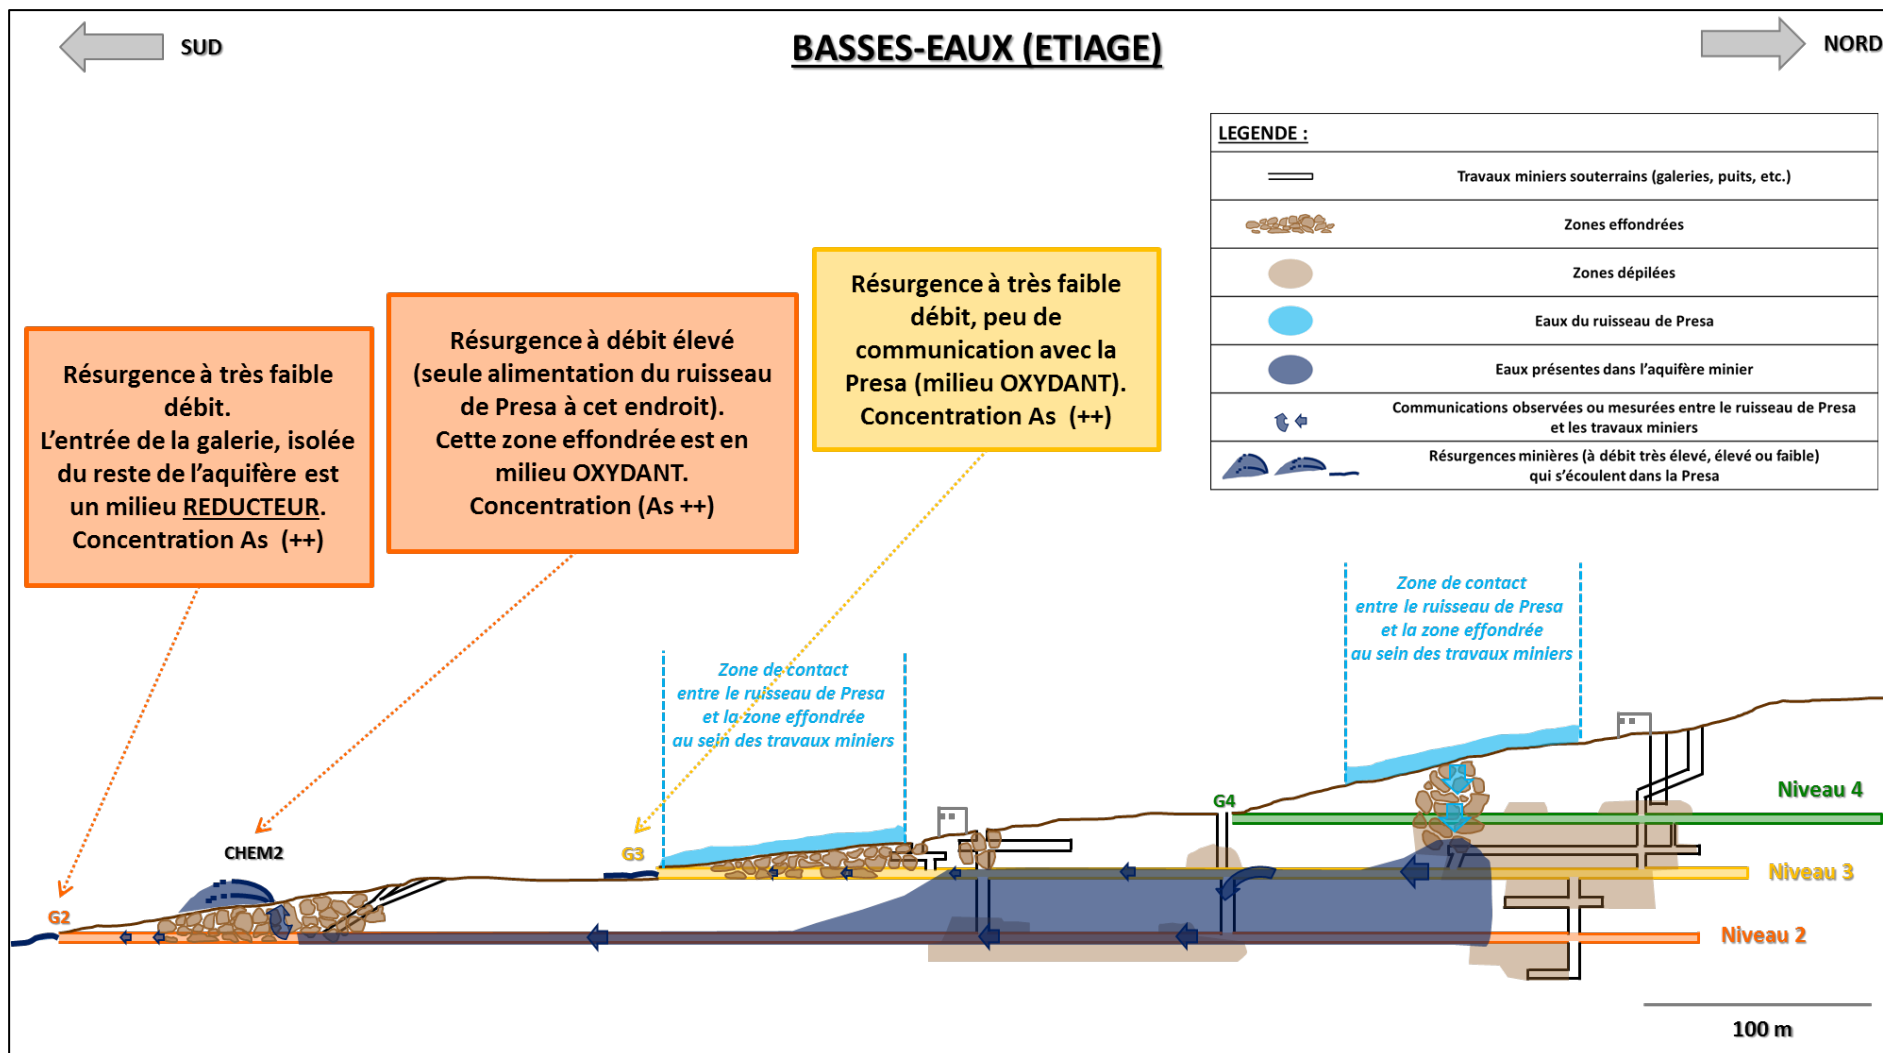 SUD
BASSES-EAUX (ETIAGE)
NORD
LEGENDE :
Travaux miniers souterrains (galeries, puits, etc.)
Zones effondrées
Zones dépilées
Eaux du ruisseau de Presa
Eaux présentes dans l'aquifère minier
Communications observées ou mesurées entre le ruisseau de Presa
et les travaux miniers
Résurgences minières (à débit très élevé, élevé ou faible)
qui s'écoulent dans la Presa
Résurgence à très faible
débit.
L'entrée de la galerie, isolée
du reste de l'aquifère est
un milieu REDUCTEUR.
Concentration As (++)
Résurgence à débit élevé
(seule alimentation du ruisseau
de Presa à cet endroit).
Cette zone effondrée est en
milieu OXYDANT.
Concentration (As ++)
Résurgence à très faible
débit, peu de
communication avec la
Presa (milieu OXYDANT).
Concentration As (++)
Zone de contact
entre le ruisseau de Presa
et la zone effondrée
au sein des travaux miniers
Zone de contact
entre le ruisseau de Presa
et la zone effondrée
au sein des travaux miniers
G2
CHEM2
G3
G4
Niveau 4
Niveau 3
Niveau 2
100 m